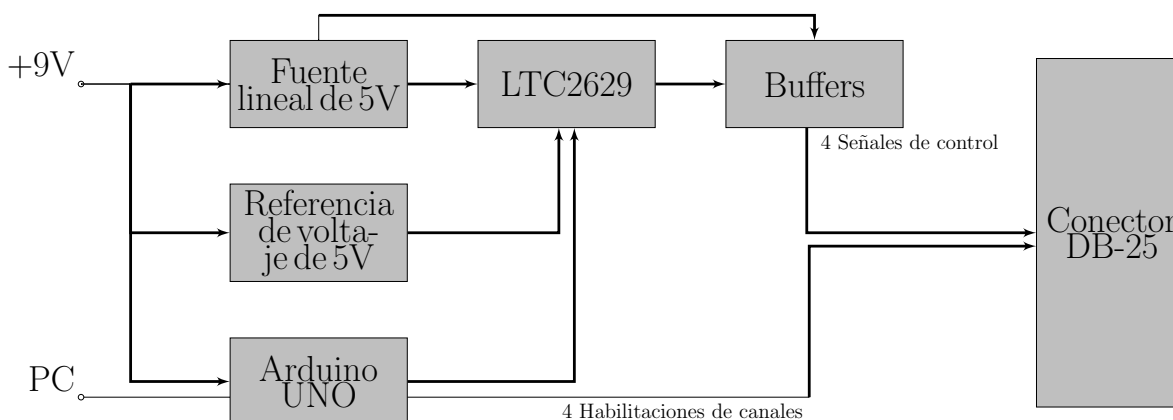 +9V
Fuente
lineal de 5V
LTC2629
Buffers
4 Señales de control
Referencia
de volta-
je de 5V
Conector
DB-25
PC
Arduino
UNO
4 Habilitaciones de canales